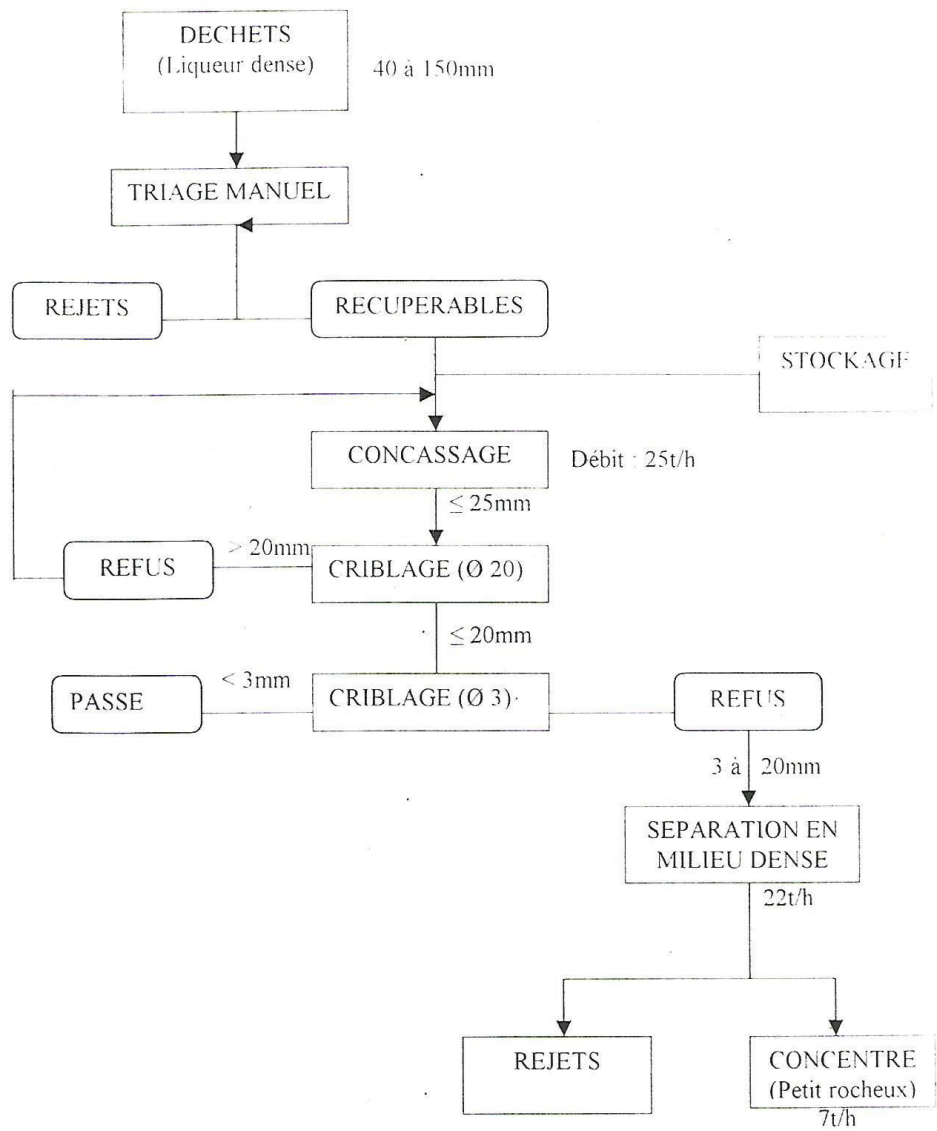 DECHETS
(Liqueur dense)
40 à 150mm
TRIAGE MANUEL
REJETS
RECUPERABLES
STOCKAGE
CONCASSAGE
Débit : 25t/h
≤ 25mm
REFUS
> 20mm
CRIBLAGE (Ø 20)
≤ 20mm
PASSE
< 3mm
CRIBLAGE (Ø 3)
REFUS
3 à 20mm
SEPARATION EN
MILIEU DENSE
22t/h
REJETS
CONCENTRE
(Petit rocheux)
7t/h